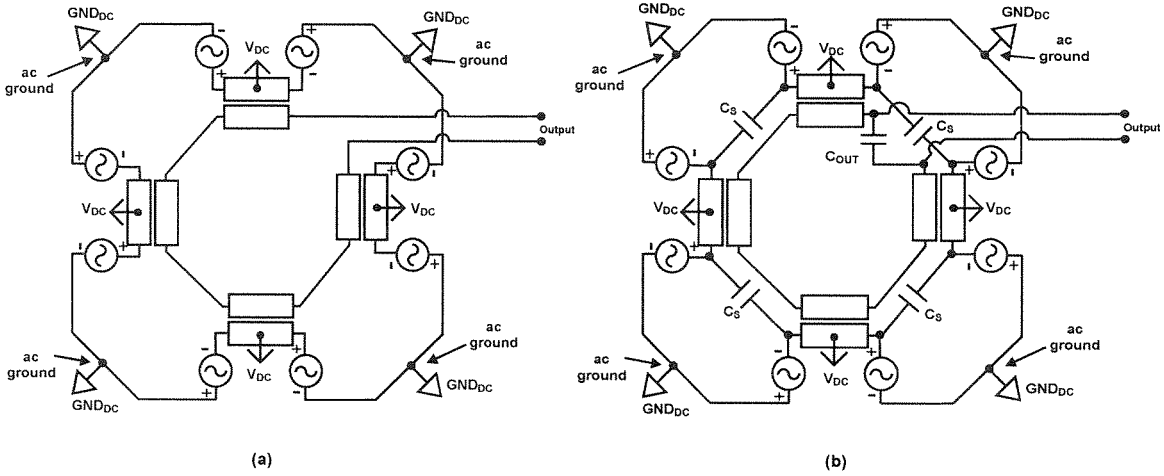 GND_DC
GND_DC
- +
V_DC
ac
ground
ac
ground
+ + -
-
Output
+ - +
-
V_DC
V_DC
- + - +
ac
ground
ac
ground
- +
V_DC
+ -
GND_DC
GND_DC
(a)
GND_DC
GND_DC
- +
V_DC
ac
ground
ac
ground
+ -
C_S
C_S
Output
C_OUT
+ - + -
V_DC
V_DC
- + - +
C_S
C_S
ac
ground
ac
ground
- +
V_DC
+ -
GND_DC
GND_DC
(b)